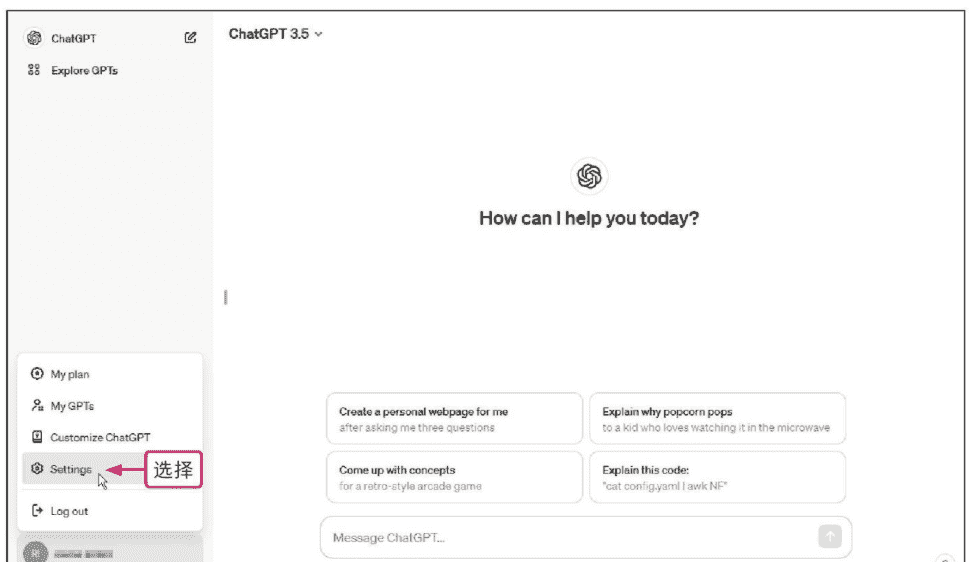 ChatGPT
ChatGPT 3.5
Explore GPTs
How can I help you today?
My plan
My GPTs
Customize ChatGPT
Settings
选择
Log out
Create a personal webpage for me
after asking me three questions
Explain why popcorn pops
to a kid who loves watching it in the microwave
Come up with concepts
for a retro-style arcade game
Explain this code:
"cat config.yaml | awk NF"
Message ChatGPT...